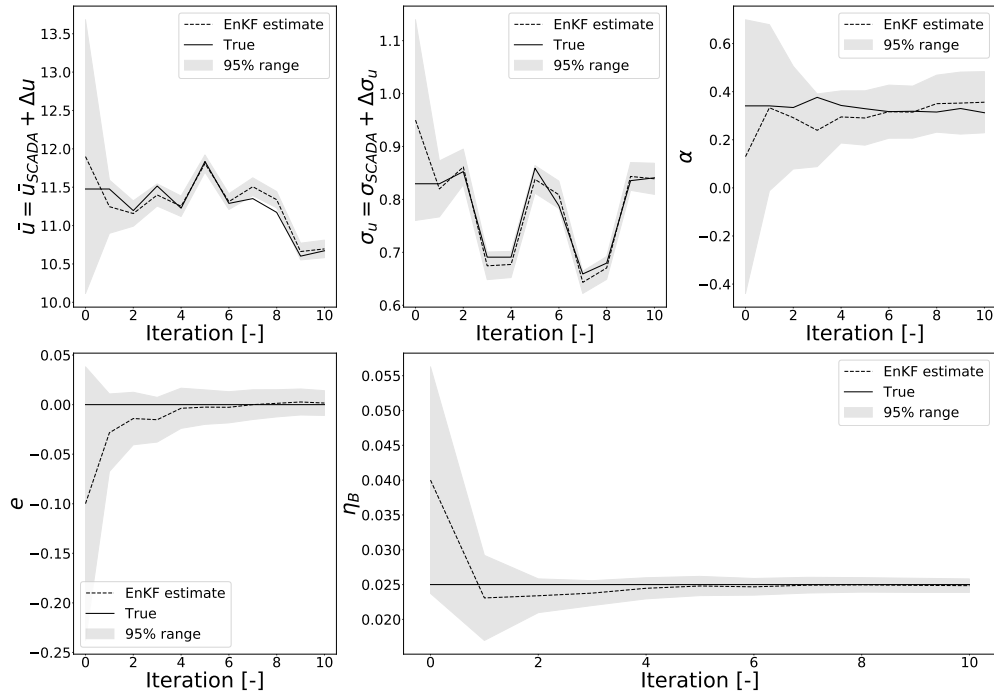 13.5
13.0
12.5
12.0
11.5
11.0
10.5
10.0
ū = ū_SCADA + Δu
EnKF estimate
True
95% range
0 2 4 6 8 10
Iteration [-]
1.1
1.0
0.9
0.8
0.7
0.6
σ_u = σ_SCADA + Δσ_u
EnKF estimate
True
95% range
0 2 4 6 8 10
Iteration [-]
0.6
0.4
0.2
0.0
−0.2
−0.4
α
EnKF estimate
95% range
0 2 4 6 8 10
Iteration [-]
0.05
0.00
−0.05
−0.10
−0.15
−0.20
−0.25
e
EnKF estimate
True
95% range
0 2 4 6 8 10
Iteration [-]
0.055
0.050
0.045
0.040
0.035
0.030
0.025
0.020
η_B
EnKF estimate
True
95% range
0 2 4 6 8 10
Iteration [-]